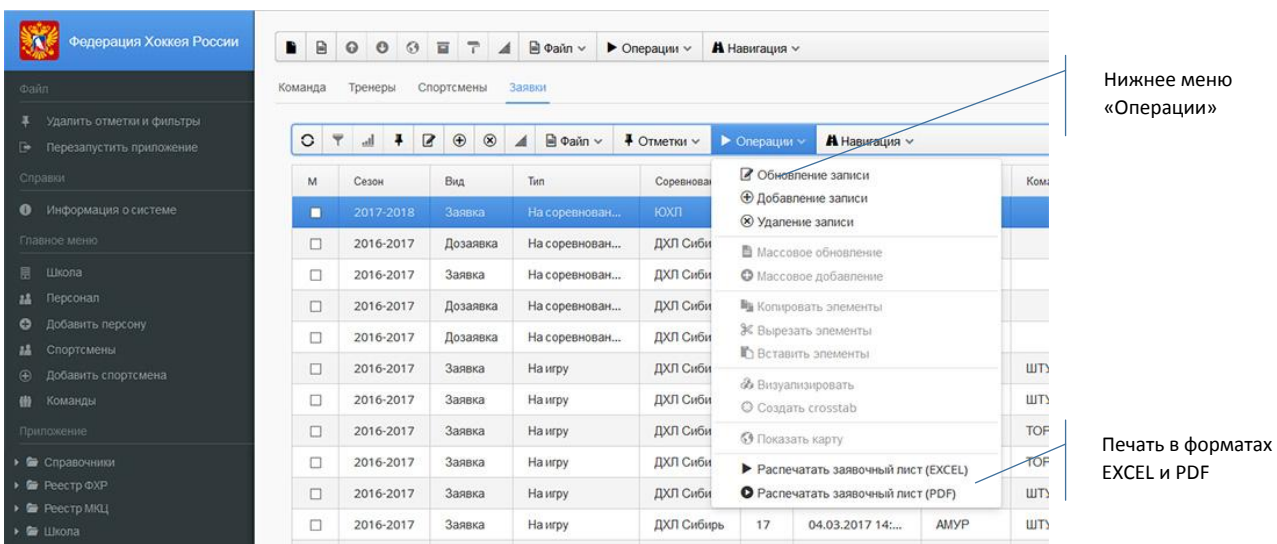 Федерация Хоккея России
Файл
Удалить отметки и фильтры
Перезапустить приложение
Справки
Информация о системе
Главное меню
Школа
Персонал
Добавить персону
Спортсмены
Добавить спортсмена
Команды
Приложение
Справочники
Реестр ФХР
Реестр МКЦ
Школа
Файл Операции Навигация
Команда Тренеры Спортсмены Заявки
Файл Отметки Операции Навигация
М Сезон Вид Тип Соревнован Кома
2017-2018 Заявка На соревнован... ЮХЛ
2016-2017 Дозаявка На соревнован... ДХЛ Сиби
2016-2017 Заявка На соревнован... ДХЛ Сиби
2016-2017 Дозаявка На соревнован... ДХЛ Сиби
2016-2017 Дозаявка На соревнован... ДХЛ Сиби
2016-2017 Заявка На игру ДХЛ Сиби ШТУ
2016-2017 Заявка На игру ДХЛ Сиби ШТУ
2016-2017 Заявка На игру ДХЛ Сиби ТОР
2016-2017 Заявка На игру ДХЛ Сиби ТОР
2016-2017 Заявка На игру ДХЛ Сиби ШТУ
2016-2017 Заявка На игру ДХЛ Сибирь 17 04.03.2017 14:... АМУР ШТУ
Обновление записи
Добавление записи
Удаление записи
Массовое обновление
Массовое добавление
Копировать элементы
Вырезать элементы
Вставить элементы
Визуализировать
Создать crosstab
Показать карту
Распечатать заявочный лист (EXCEL)
Распечатать заявочный лист (PDF)
Нижнее меню
«Операции»
Печать в форматах
EXCEL и PDF